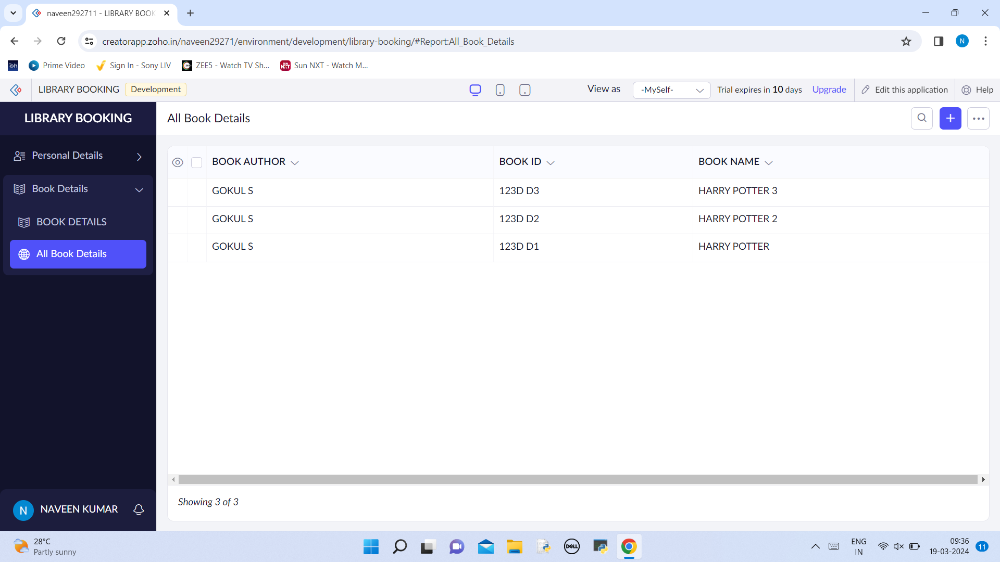 naveen292711 - LIBRARY BOOK
creatorapp.zoho.in/naveen29271/environment/development/library-booking/#Report:All_Book_Details
N
Prime Video
Sign In - Sony LIV
ZEE5 - Watch TV Sh...
Sun NXT - Watch M...
LIBRARY BOOKING
Development
View as
-MySelf-
Trial expires in 10 days
Upgrade
Edit this application
Help
LIBRARY BOOKING
All Book Details
Personal Details
Book Details
BOOK DETAILS
All Book Details
BOOK AUTHOR BOOK ID BOOK NAME
GOKUL S 123D D3 HARRY POTTER 3
GOKUL S 123D D2 HARRY POTTER 2
GOKUL S 123D D1 HARRY POTTER
Showing 3 of 3
N NAVEEN KUMAR
28°C
Partly sunny
DELL
ENG
IN
09:36
19-03-2024
11